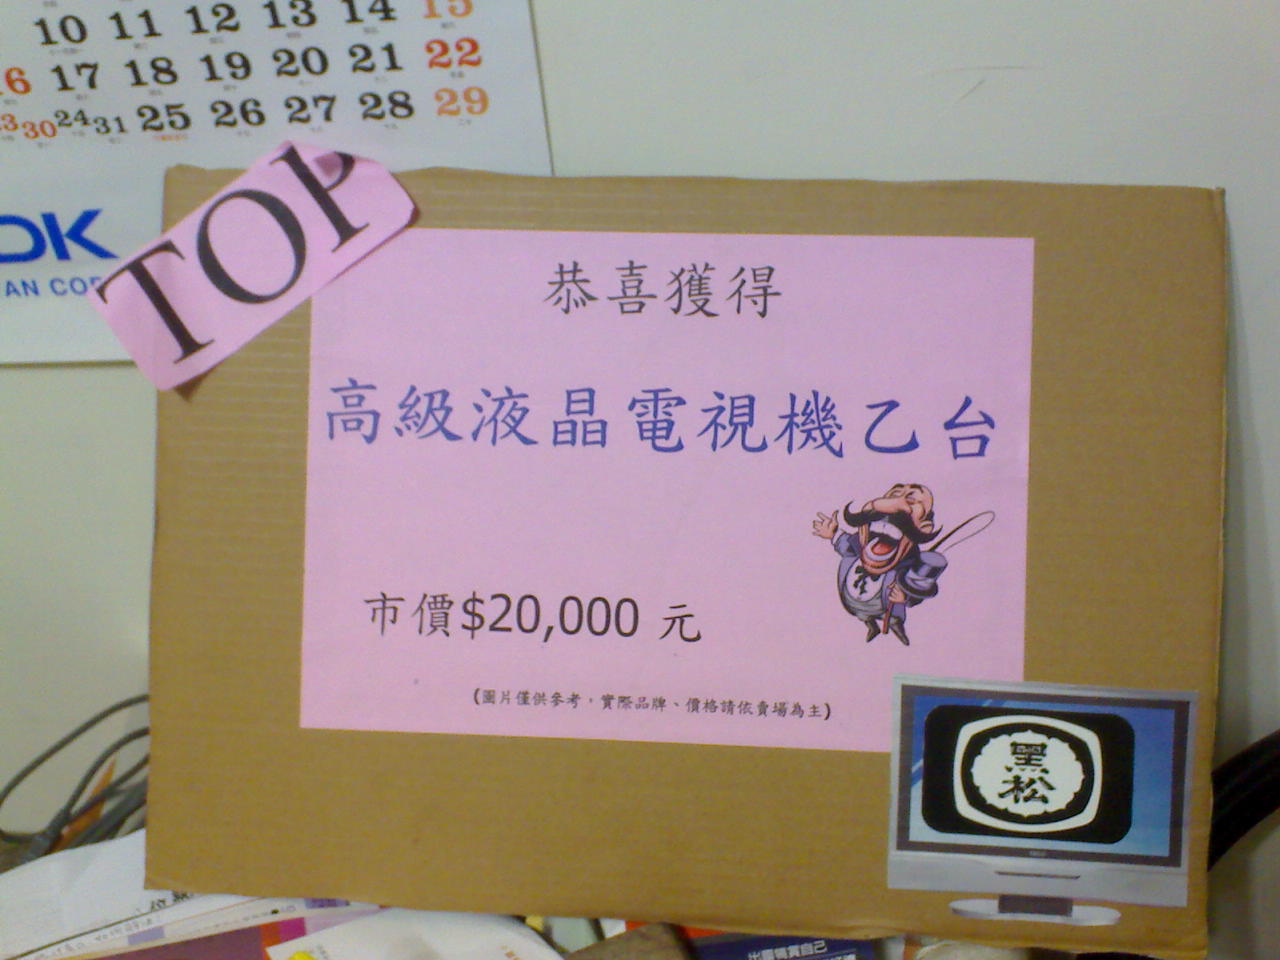 10 11 12 13 14 15
16 17 18 19 20 21 22
23 30 24 31 25 26 27 28 29
DK
AN COR
TOP
恭喜獲得
高級液晶電視機乙台
市價$20,000 元
(圖片僅供參考，實際品牌、價格請依賣場為主)
黑松